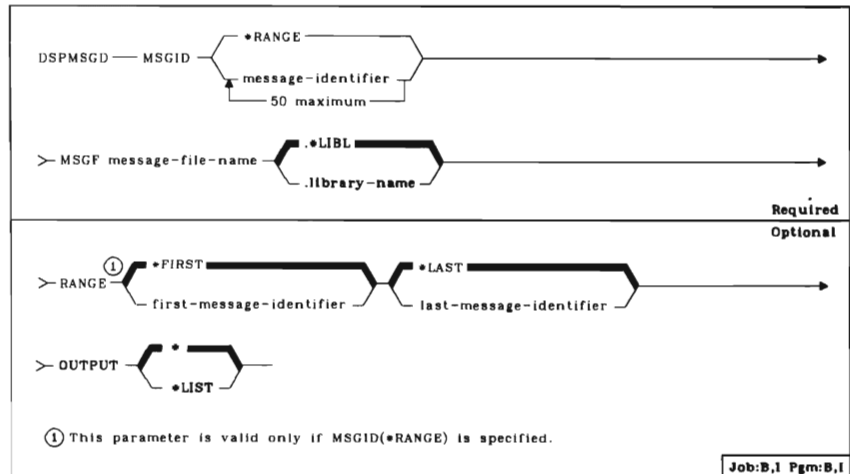 *RANGE
DSPMSGD MSGID
message-identifier
50 maximum
.*LIBL
MSGF message-file-name
.library-name
Required
Optional
1 *FIRST *LAST
RANGE
first-message-identifier last-message-identifier
*
OUTPUT
*LIST
1 This parameter is valid only if MSGID(*RANGE) is specified.
Job:B,I Pgm:B,I